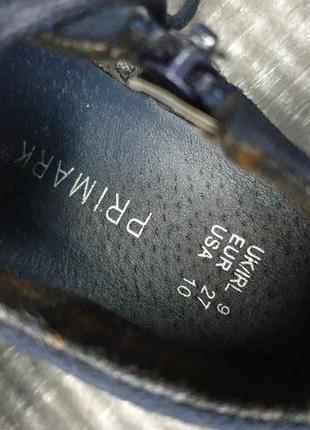 PRIMARK®
UK/IRL 9
EUR 27
USA 10